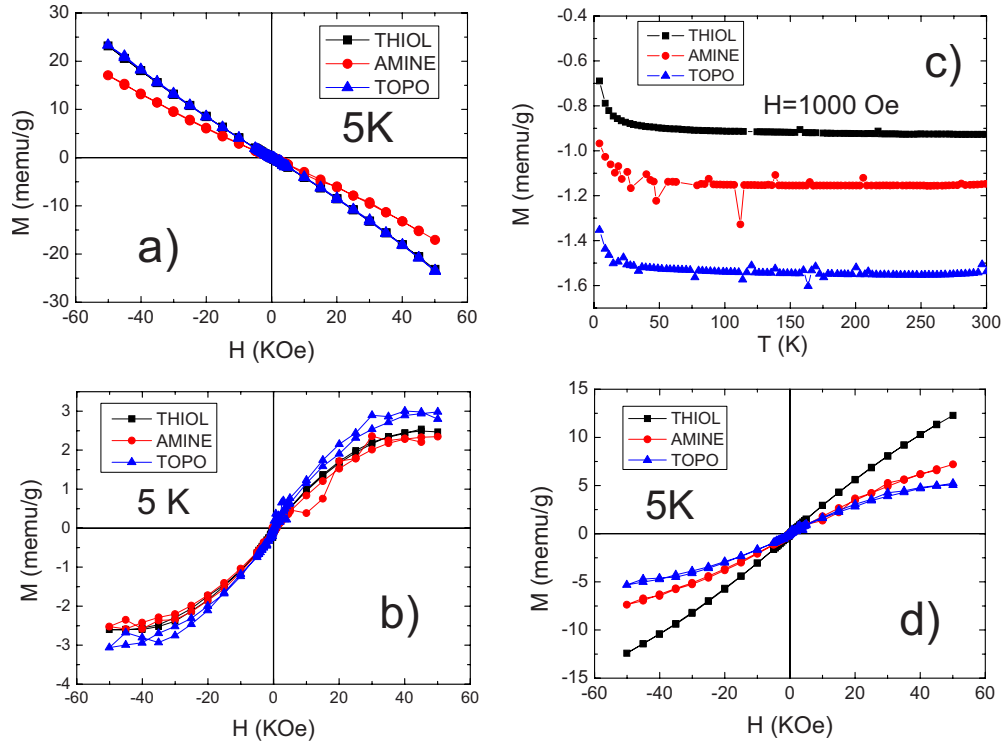 30
20
10
0
-10
-20
-30
M (memu/g)
THIOL
AMINE
TOPO
5K
a)
-60 -40 -20 0 20 40 60
H (KOe)
-0.4
-0.6
-0.8
-1.0
-1.2
-1.4
-1.6
M (memu/g)
THIOL
AMINE
TOPO
c)
H=1000 Oe
0 50 100 150 200 250 300
T (K)
4
3
2
1
0
-1
-2
-3
-4
M (memu/g)
THIOL
AMINE
TOPO
5 K
b)
-60 -40 -20 0 20 40 60
H (KOe)
15
10
5
0
-5
-10
-15
M (memu/g)
THIOL
AMINE
TOPO
5K
d)
-60 -40 -20 0 20 40 60
H (KOe)